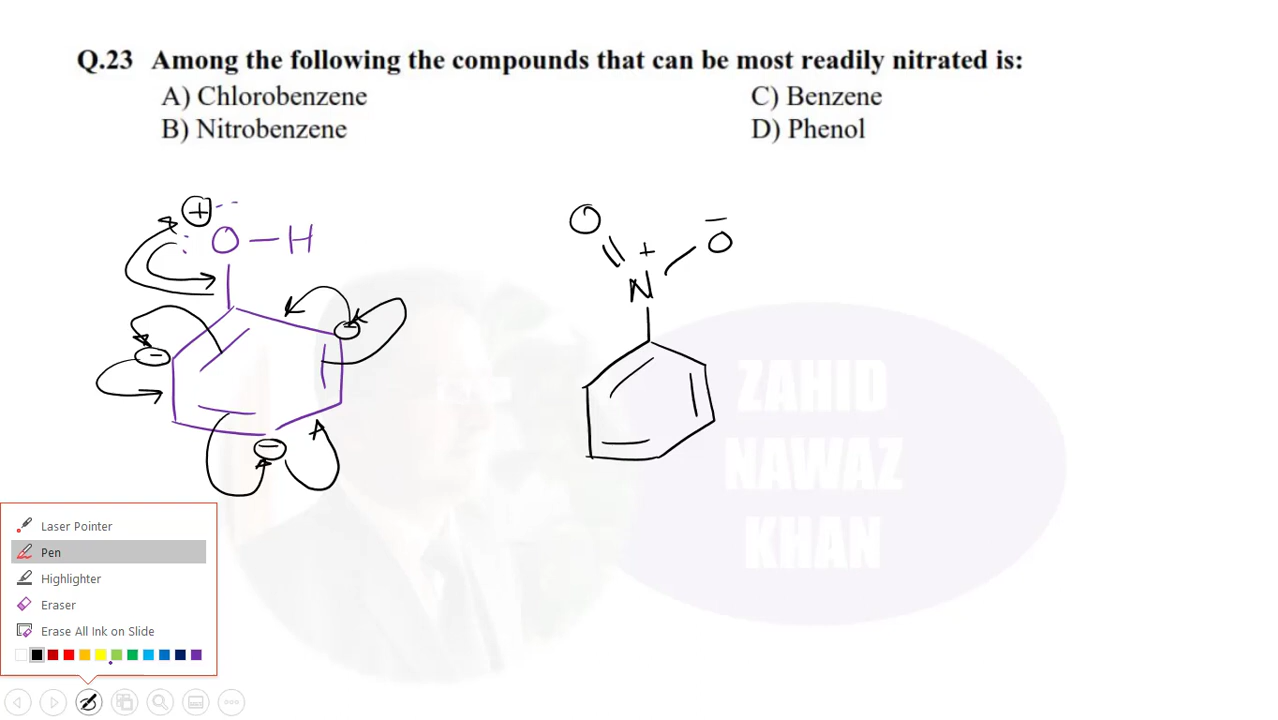 Q.23 Among the following the compounds that can be most readily nitrated is:
A) Chlorobenzene
C) Benzene
B) Nitrobenzene
D) Phenol
+
O
O
O - H
+
N
-
-
-
ZAHID
NAWAZ
KHAN
Laser Pointer
Pen
Highlighter
Eraser
Erase All Ink on Slide